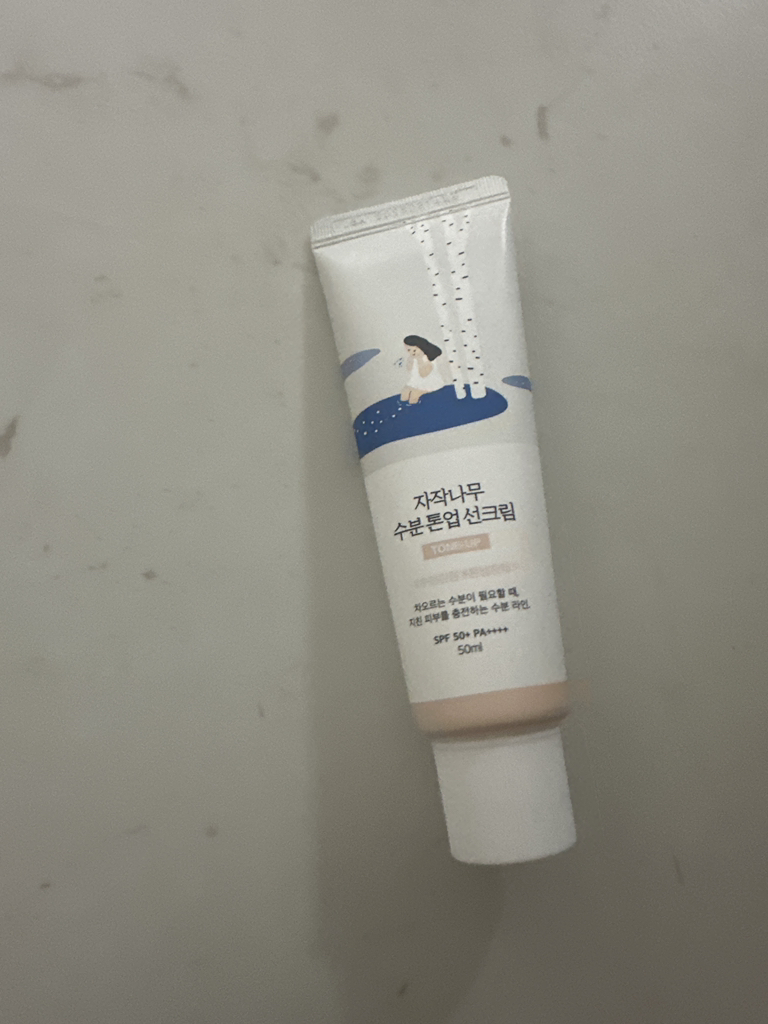 자작나무
수분 톤업 선크림
TONE-UP
차오르는 수분이 필요할 때,
지친 피부를 충전하는 수분 라인.
SPF 50+ PA++++
50ml